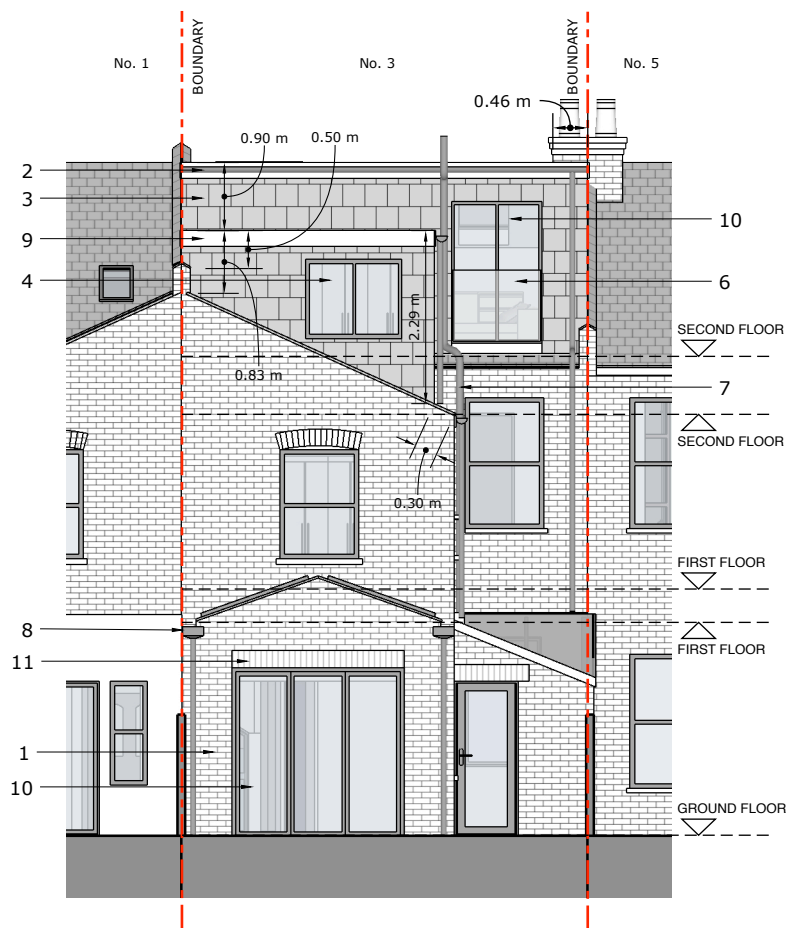 No. 1
BOUNDARY
No. 3
BOUNDARY
No. 5
0.46 m
0.90 m
0.50 m
2
3
9
4
10
6
2.29 m
SECOND FLOOR
0.83 m
7
SECOND FLOOR
0.30 m
FIRST FLOOR
8
FIRST FLOOR
11
1
10
GROUND FLOOR